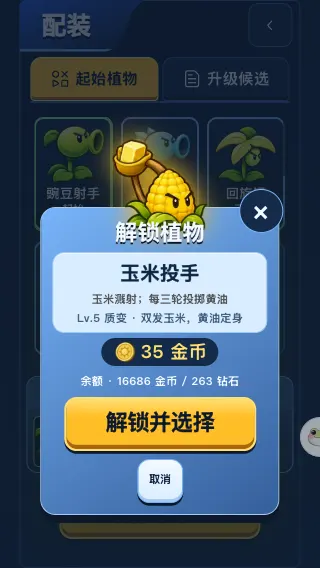 配装
起始植物
升级候选
豌豆射手
解锁植物
玉米投手
玉米溅射；每三轮投掷黄油
Lv.5 质变 · 双发玉米，黄油定身
35 金币
余额 · 16686 金币 / 263 钻石
解锁并选择
取消